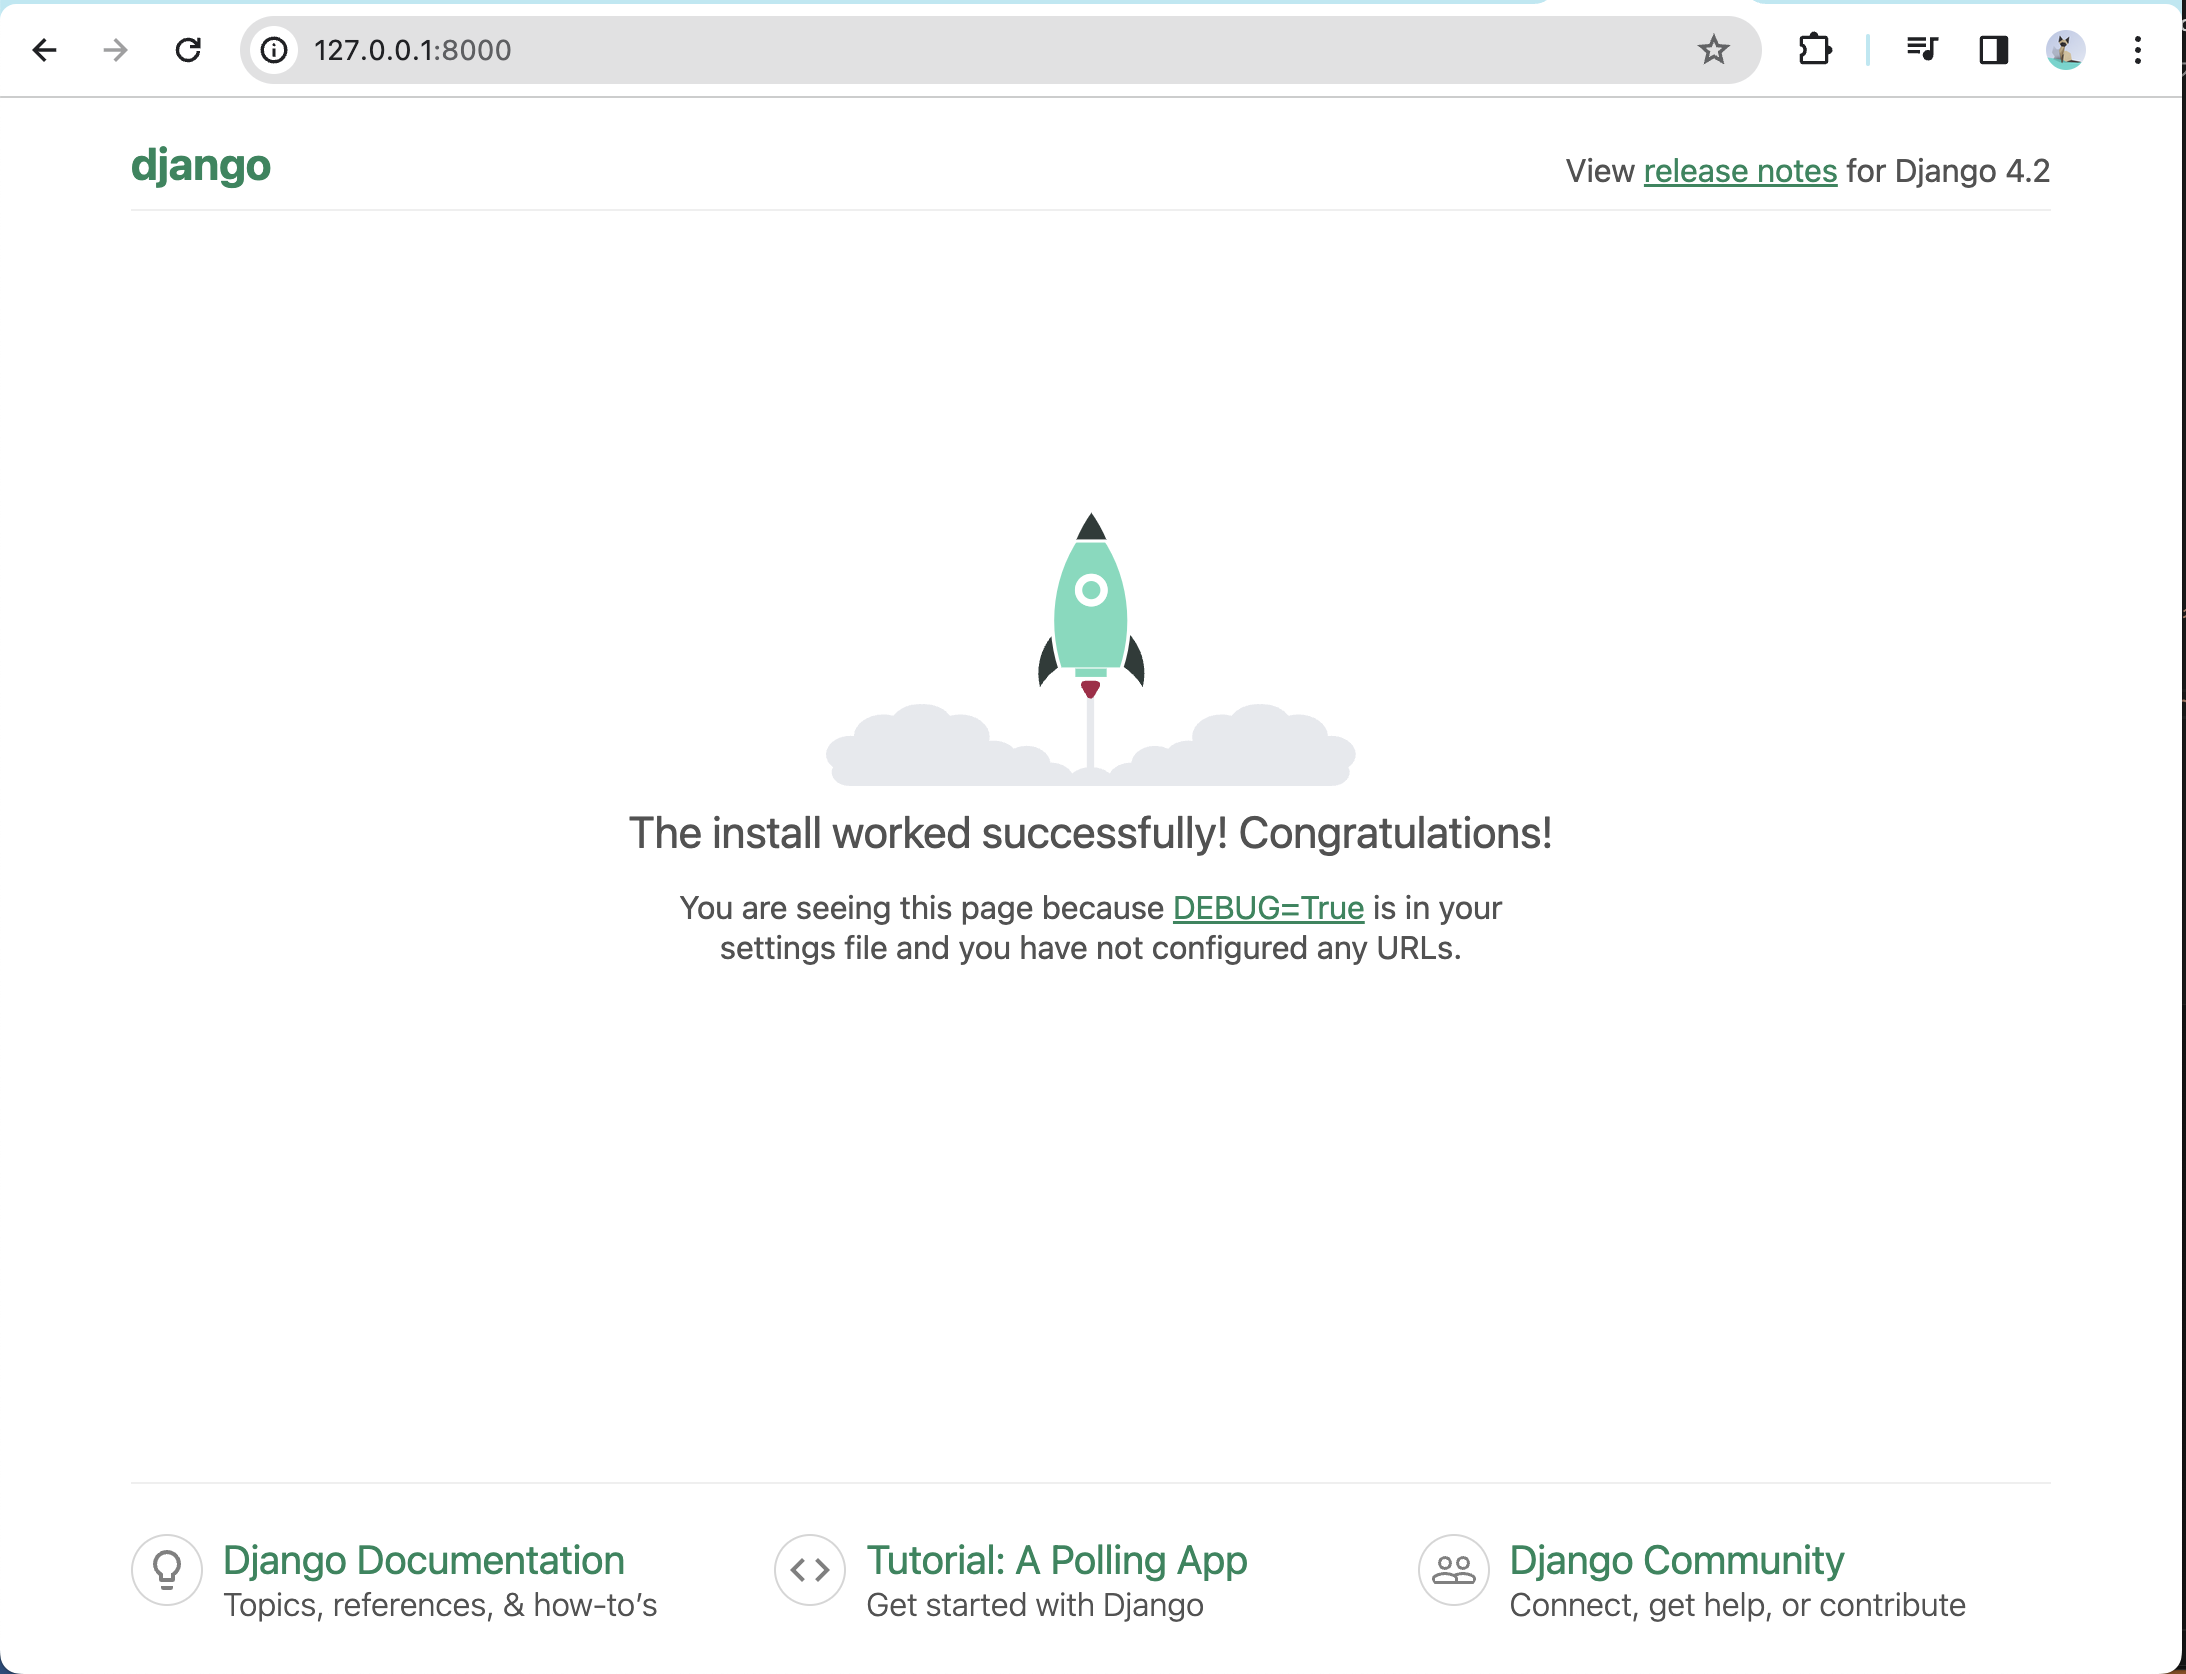 127.0.0.1:8000
django
View release notes for Django 4.2
The install worked successfully! Congratulations!
You are seeing this page because DEBUG=True is in your
settings file and you have not configured any URLs.
Django Documentation
Topics, references, & how-to’s
Tutorial: A Polling App
Get started with Django
Django Community
Connect, get help, or contribute